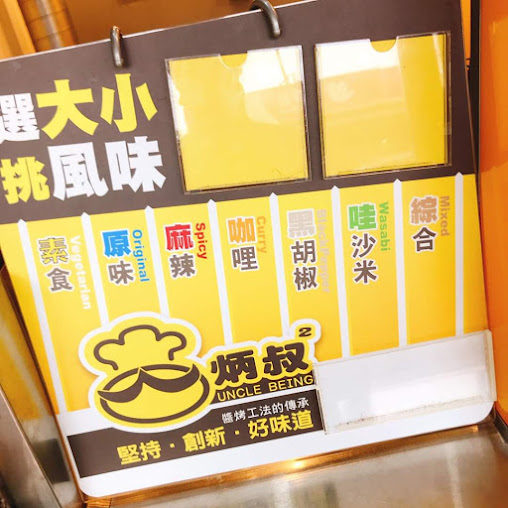 選大小
挑風味
素食 Vegetarian
原味 Original
麻辣 Spicy
咖哩 Curry
黑胡椒
哇沙米 Wasabi
綜合 Mixed
炳叔²
UNCLE BEING
醬烤工法的傳承
堅持·創新·好味道